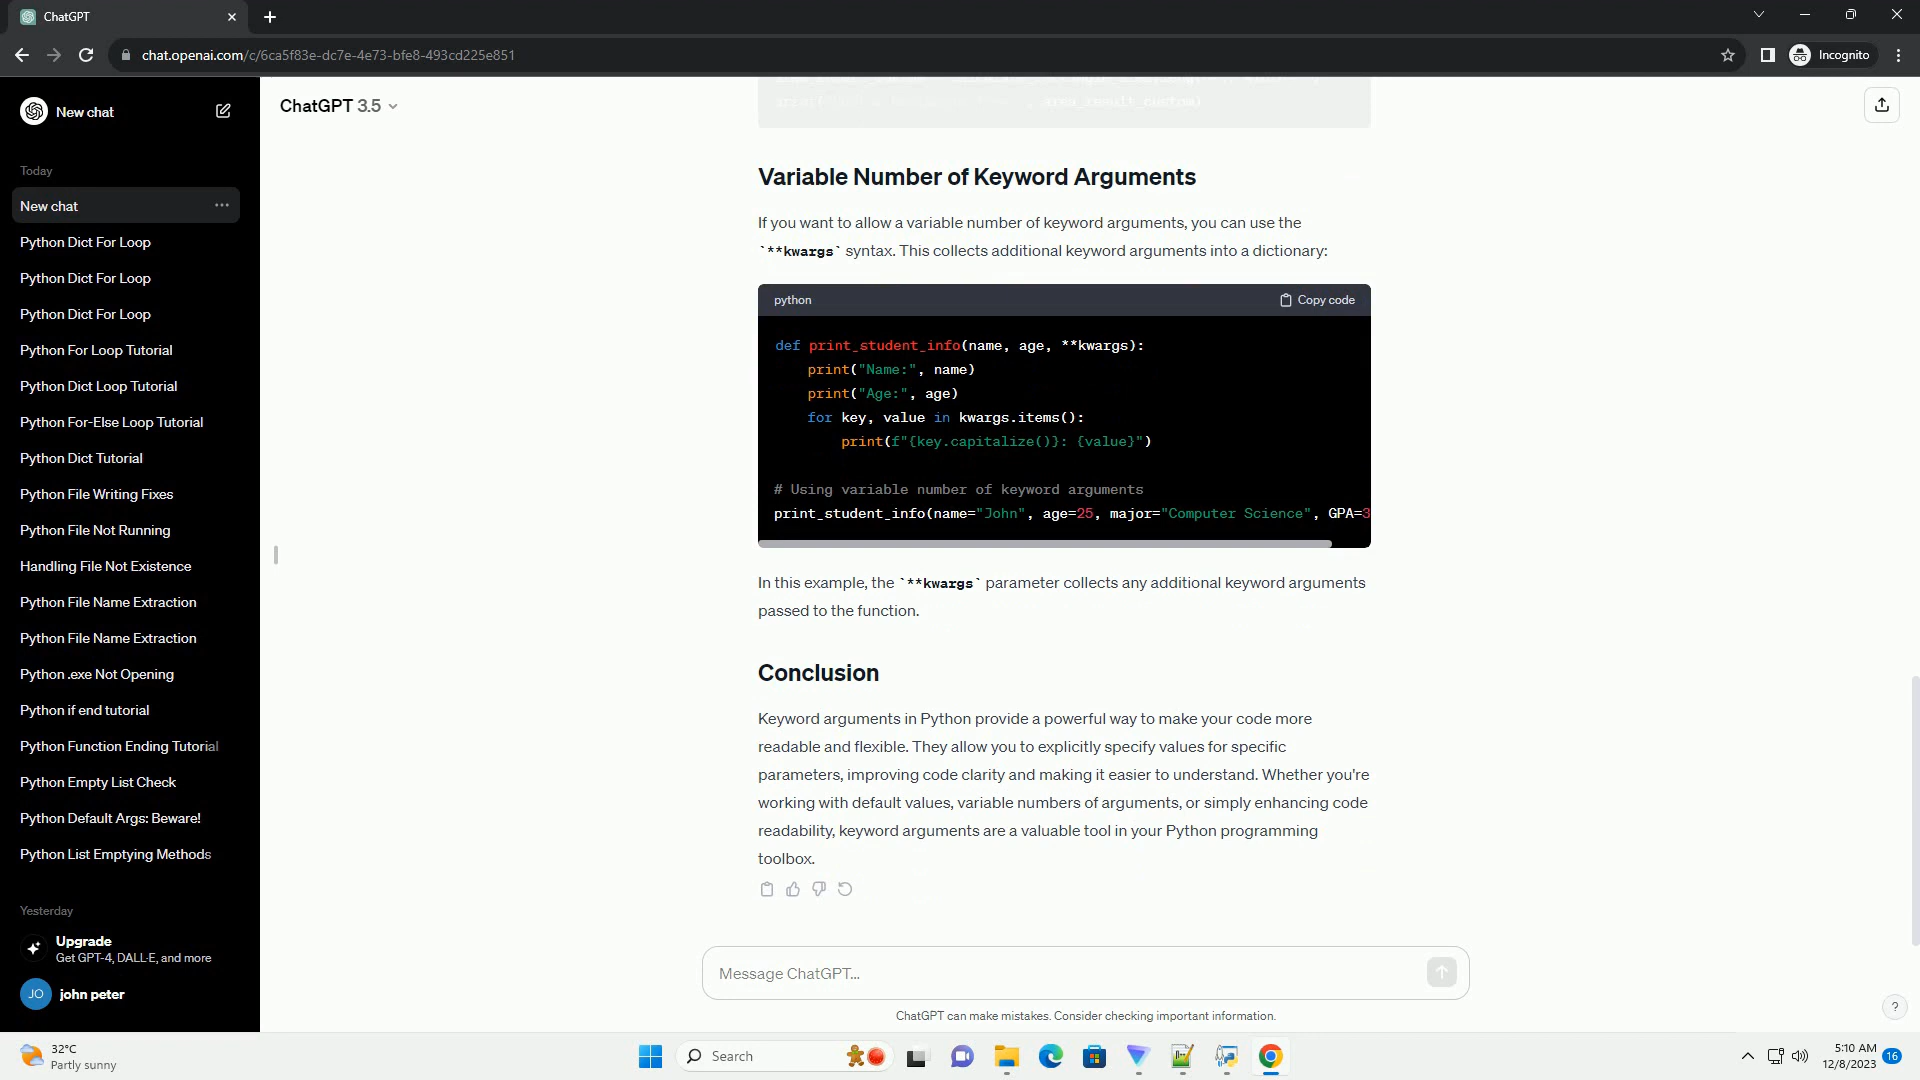 ChatGPT
chat.openai.com/c/6ca5f83e-dc7e-4e73-bfe8-493cd225e851
Incognito
New chat
Today
New chat
Python Dict For Loop
Python Dict For Loop
Python Dict For Loop
Python For Loop Tutorial
Python Dict Loop Tutorial
Python For-Else Loop Tutorial
Python Dict Tutorial
Python File Writing Fixes
Python File Not Running
Handling File Not Existence
Python File Name Extraction
Python File Name Extraction
Python .exe Not Opening
Python if end tutorial
Python Function Ending Tutorial
Python Empty List Check
Python Default Args: Beware!
Python List Emptying Methods
Yesterday
Upgrade
Get GPT-4, DALL·E, and more
JO john peter
ChatGPT 3.5
area_result_custom)
Variable Number of Keyword Arguments
If you want to allow a variable number of keyword arguments, you can use the
`**kwargs` syntax. This collects additional keyword arguments into a dictionary:
python Copy code
def print_student_info(name, age, **kwargs):
print("Name:", name)
print("Age:", age)
for key, value in kwargs.items():
print(f"{key.capitalize()}: {value}")
# Using variable number of keyword arguments
print_student_info(name="John", age=25, major="Computer Science", GPA=3
In this example, the `**kwargs` parameter collects any additional keyword arguments
passed to the function.
Conclusion
Keyword arguments in Python provide a powerful way to make your code more
readable and flexible. They allow you to explicitly specify values for specific
parameters, improving code clarity and making it easier to understand. Whether you're
working with default values, variable numbers of arguments, or simply enhancing code
readability, keyword arguments are a valuable tool in your Python programming
toolbox.
Message ChatGPT...
ChatGPT can make mistakes. Consider checking important information.
?
32°C
Partly sunny
Search
5:10 AM
12/8/2023
16